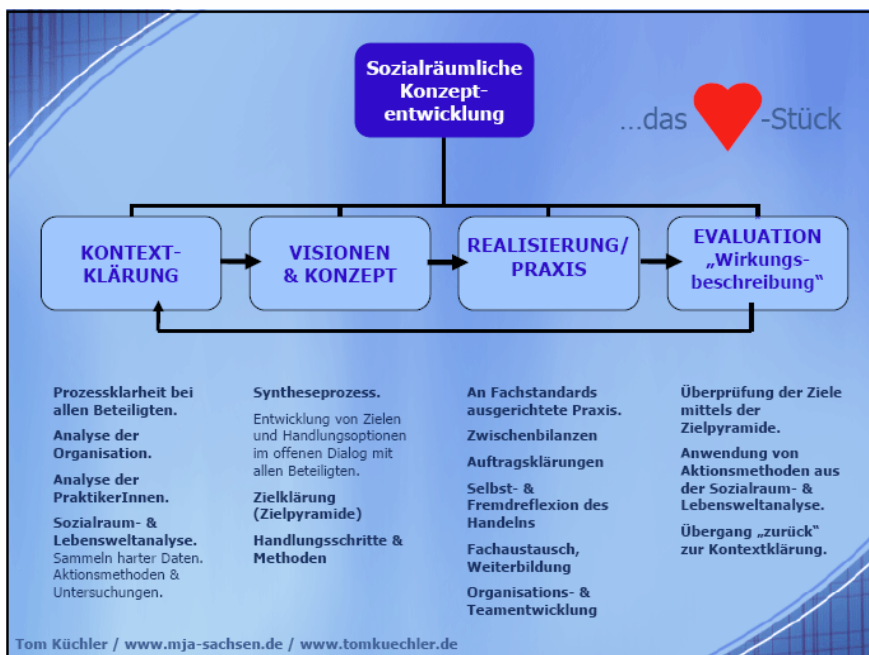 Sozialräumliche
Konzept-
entwicklung
...das -Stück
KONTEXT-
KLÄRUNG
VISIONEN
& KONZEPT
REALISIERUNG/
PRAXIS
EVALUATION
„Wirkungs-
beschreibung“
Prozessklarheit bei
allen Beteiligten.
Analyse der
Organisation.
Analyse der
PraktikerInnen.
Sozialraum- &
Lebensweltanalyse.
Sammeln harter Daten.
Aktionsmethoden &
Untersuchungen.
Syntheseprozess.
Entwicklung von Zielen
und Handlungsoptionen
im offenen Dialog mit
allen Beteiligten.
Zielklärung
(Zielpyramide)
Handlungsschritte &
Methoden
An Fachstandards
ausgerichtete Praxis.
Zwischenbilanzen
Auftragsklärungen
Selbst- &
Fremdreflexion des
Handelns
Fachaustausch,
Weiterbildung
Organisations- &
Teamentwicklung
Überprüfung der Ziele
mittels der
Zielpyramide.
Anwendung von
Aktionsmethoden aus
der Sozialraum- &
Lebensweltanalyse.
Übergang „zurück“
zur Kontextklärung.
Tom Küchler / www.mja-sachsen.de / www.tomkuechler.de